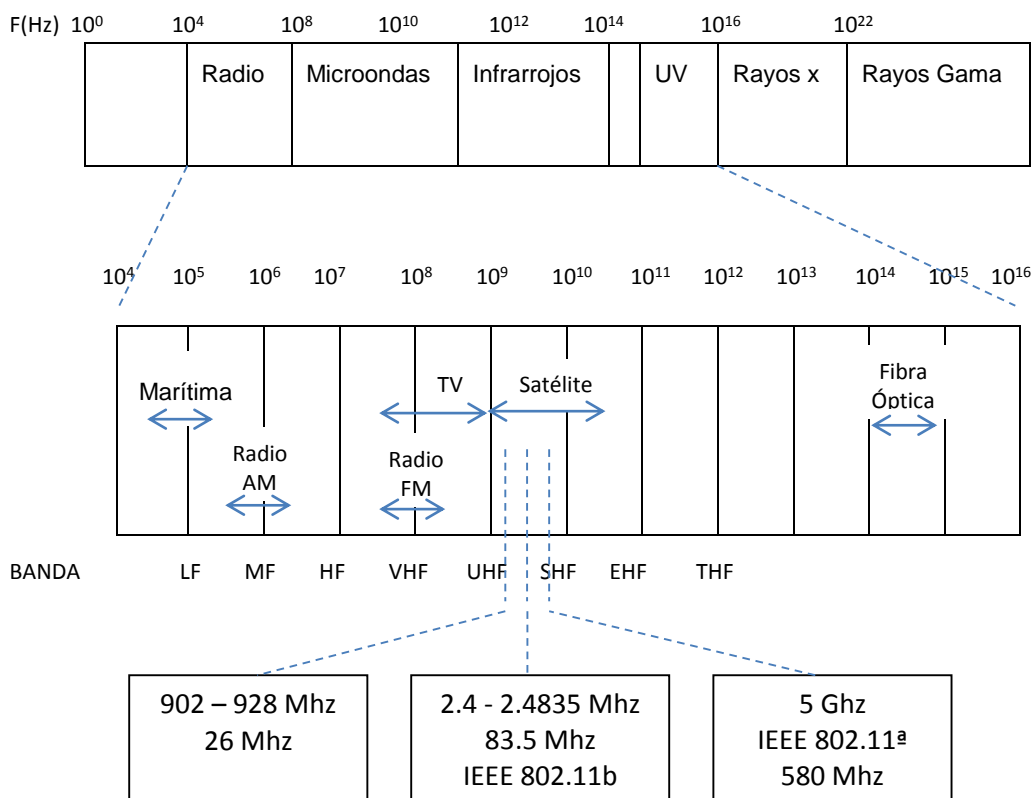 F(Hz) 10⁰ 10⁴ 10⁸ 10¹⁰ 10¹² 10¹⁴ 10¹⁶ 10²²
Radio Microondas Infrarrojos UV Rayos x Rayos Gama
10⁴ 10⁵ 10⁶ 10⁷ 10⁸ 10⁹ 10¹⁰ 10¹¹ 10¹² 10¹³ 10¹⁴ 10¹⁵ 10¹⁶
Marítima
TV
Satélite
Fibra
Óptica
Radio
AM
Radio
FM
BANDA LF MF HF VHF UHF SHF EHF THF
902 – 928 Mhz
26 Mhz
2.4 - 2.4835 Mhz
83.5 Mhz
IEEE 802.11b
5 Ghz
IEEE 802.11ª
580 Mhz